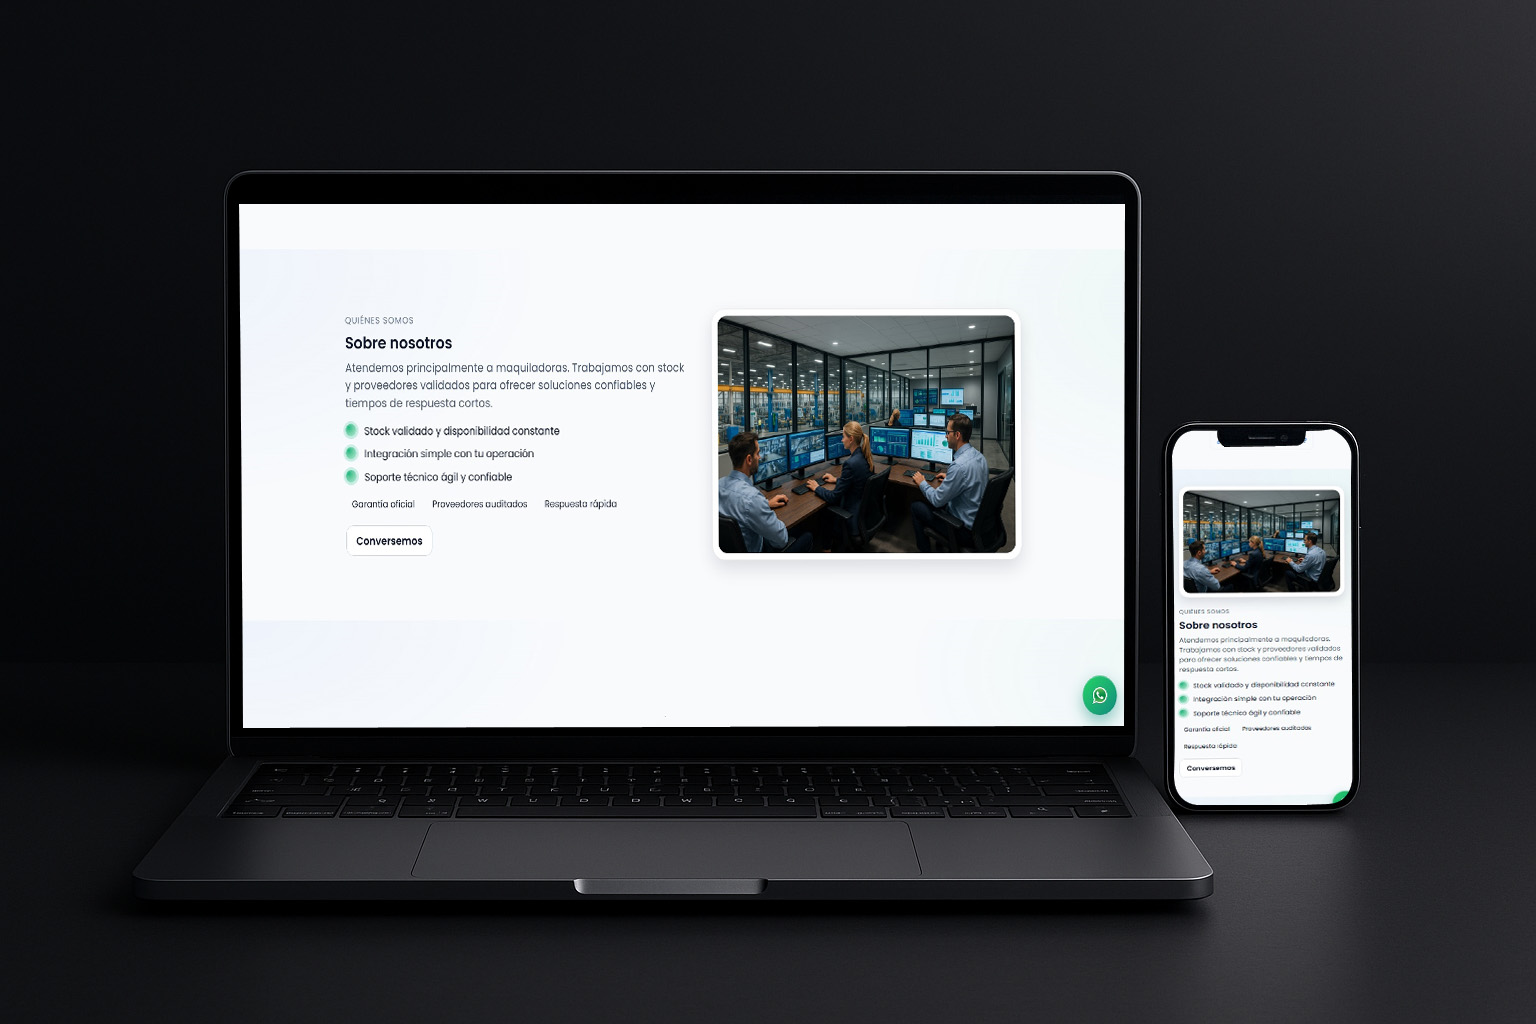 QUIÉNES SOMOS
Sobre nosotros
Atendemos principalmente a maquiladoras. Trabajamos con stock
y proveedores validados para ofrecer soluciones confiables y
tiempos de respuesta cortos.
Stock validado y disponibilidad constante
Integración simple con tu operación
Soporte técnico ágil y confiable
Garantía oficial Proveedores auditados Respuesta rápida
Conversemos
QUIÉNES SOMOS
Sobre nosotros
Atendemos principalmente a maquiladoras.
Trabajamos con stock y proveedores validados
para ofrecer soluciones confiables y tiempos de
respuesta cortos.
Stock validado y disponibilidad constante
Integración simple con tu operación
Soporte técnico ágil y confiable
Garantía oficial Proveedores auditados
Respuesta rápida
Conversemos